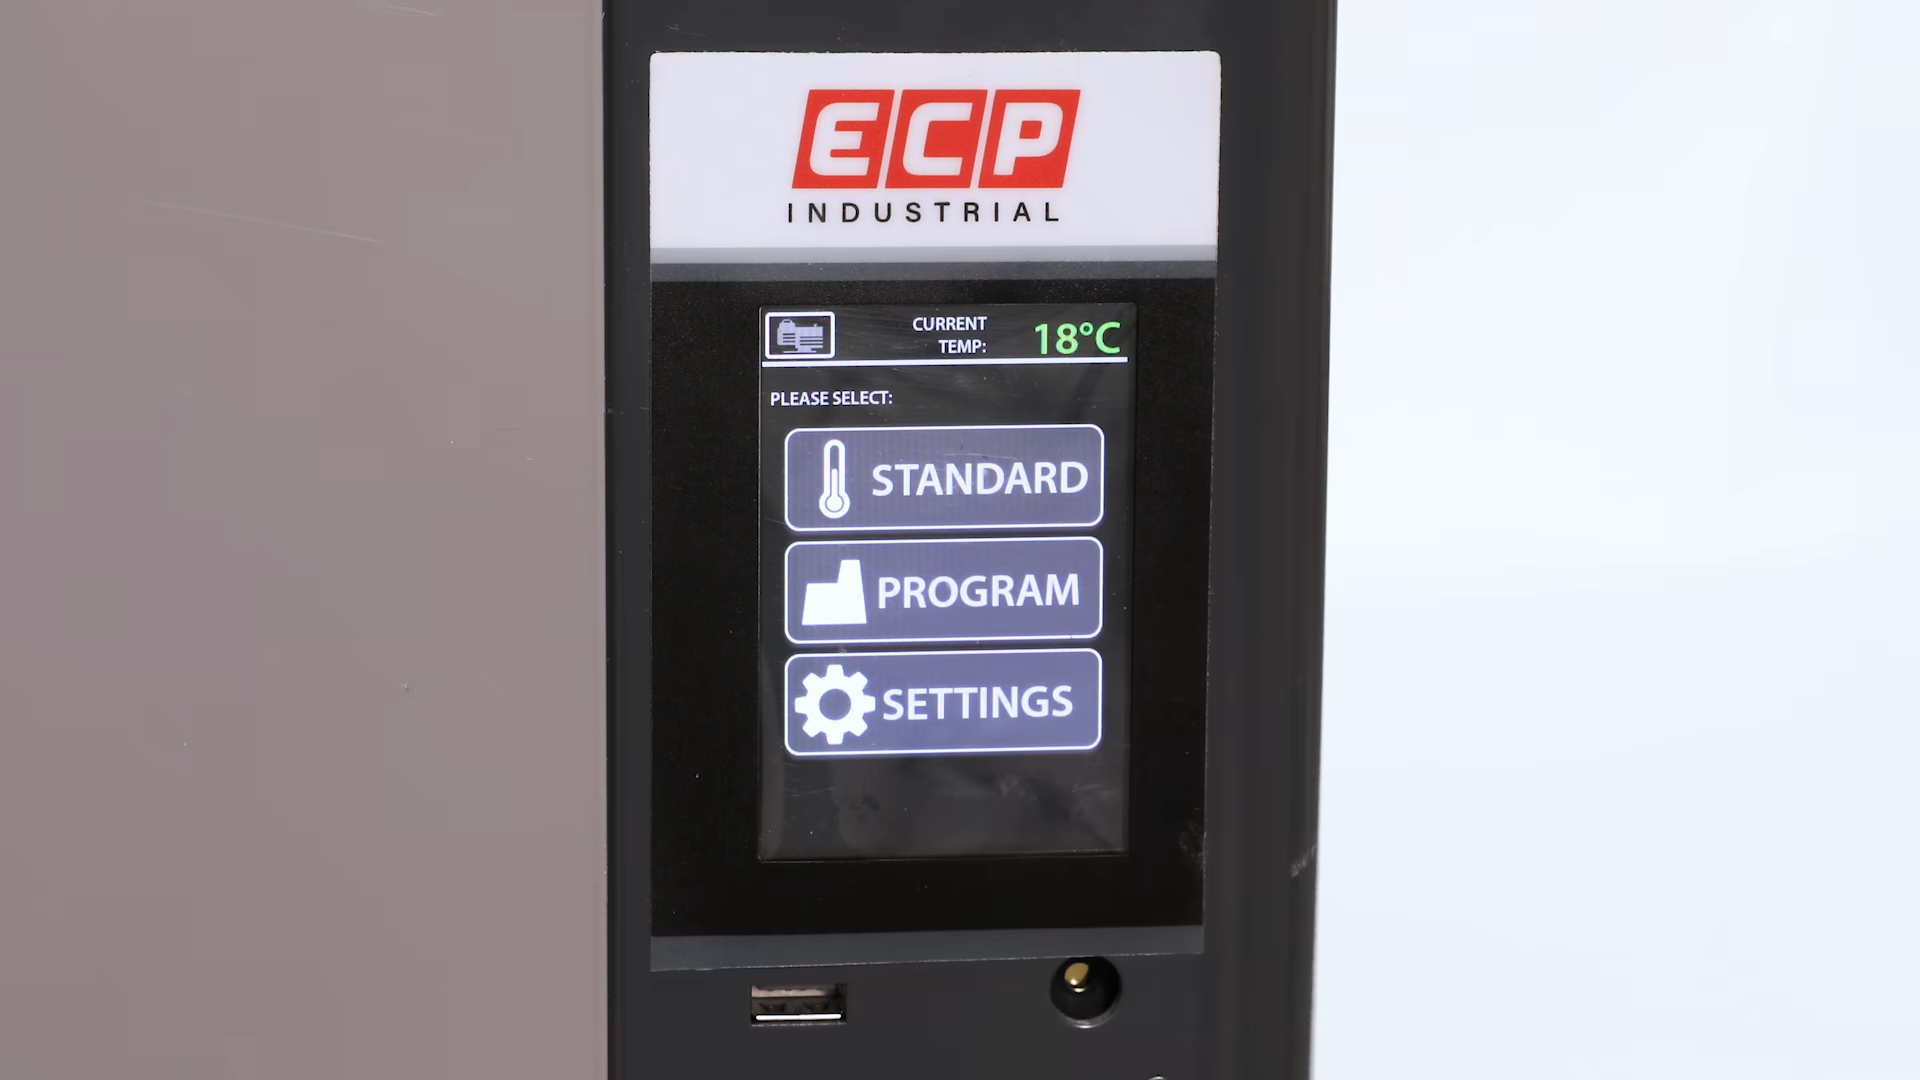 ECP
INDUSTRIAL
CURRENT
TEMP:
18°C
PLEASE SELECT:
STANDARD
PROGRAM
SETTINGS